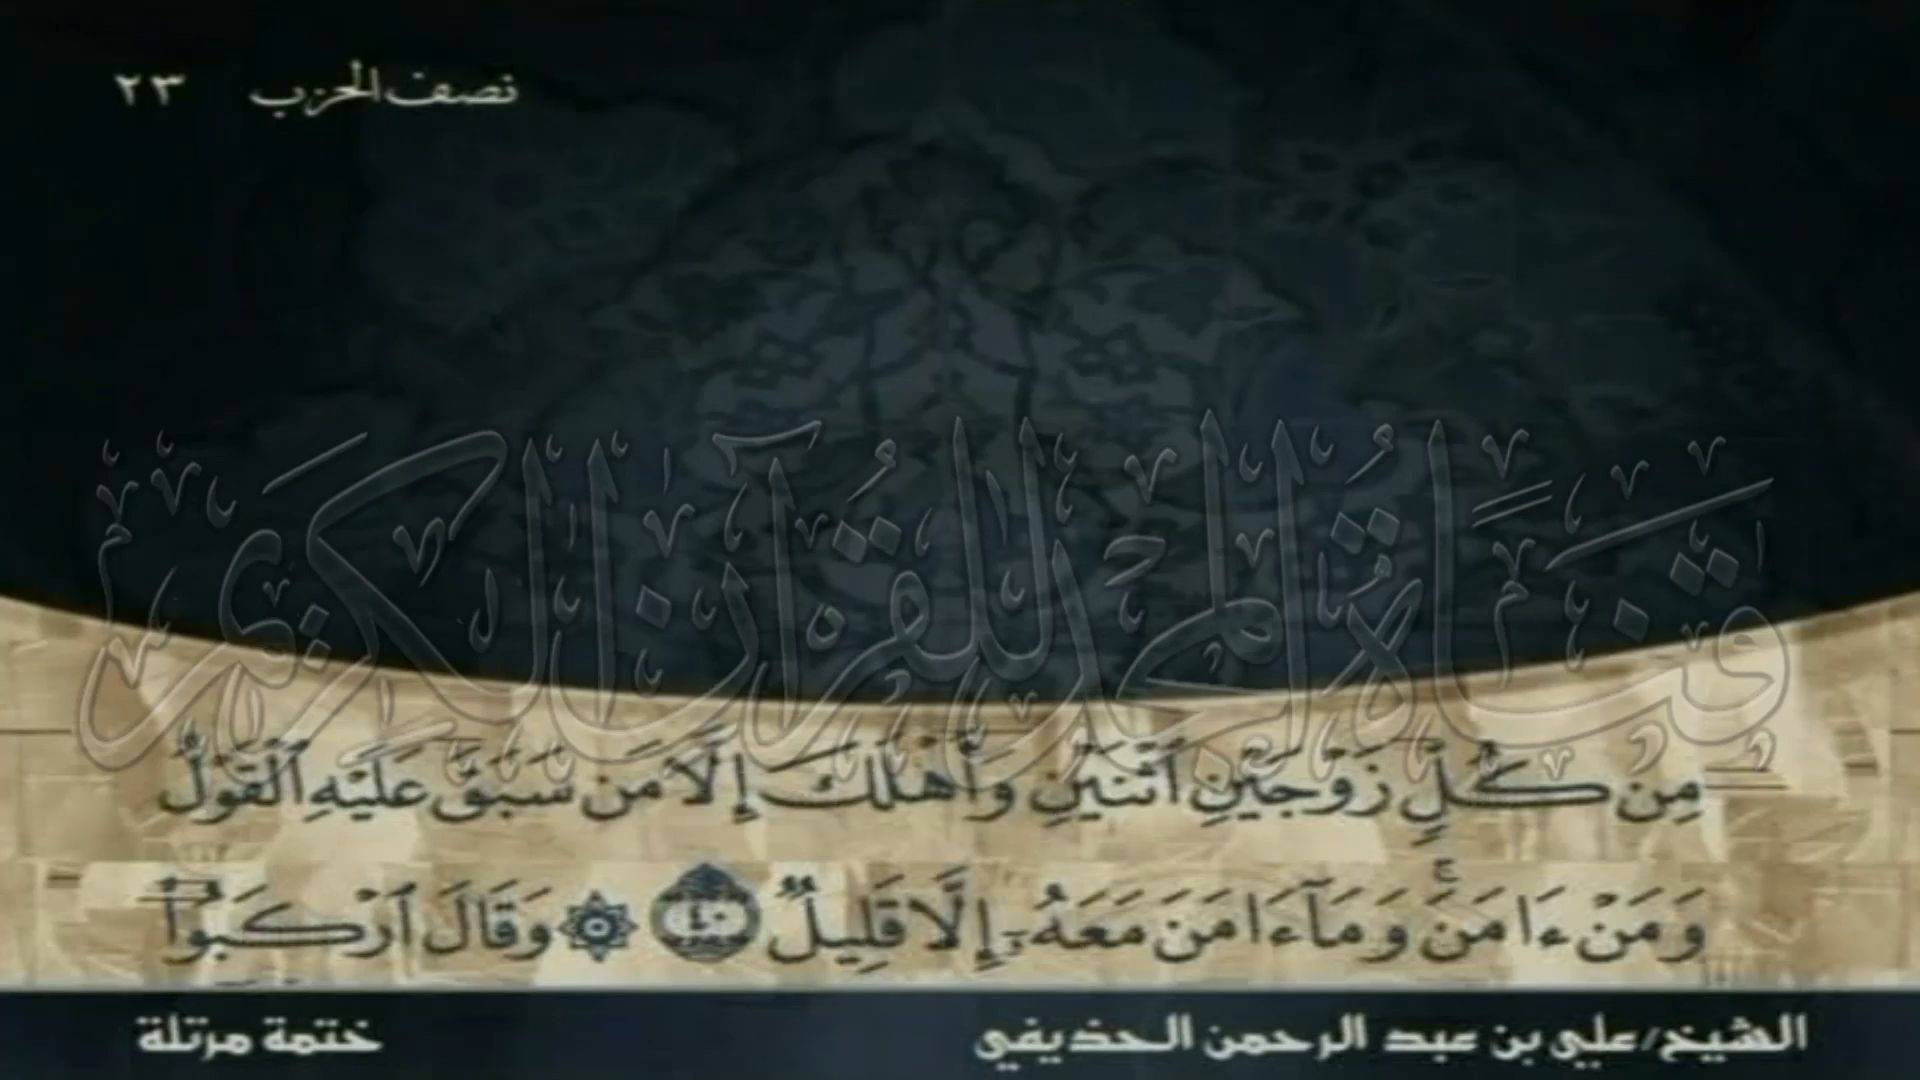 نصف الحزب ٢٣
قناة المجد للقرآن الكريم
مِن كُلٍّ زَوْجَيْنِ ٱثْنَيْنِ وَأَهْلَكَ إِلَّا مَن سَبَقَ عَلَيْهِ ٱلْقَوْلُ
وَمَنْ ءَامَنَ ۚ وَمَآ ءَامَنَ مَعَهُۥٓ إِلَّا قَلِيلٌ ٤٠ ۞ وَقَالَ ٱرْكَبُوا۟
الشيخ/علي بن عبد الرحمن الحذيفي ختمة مرتلة